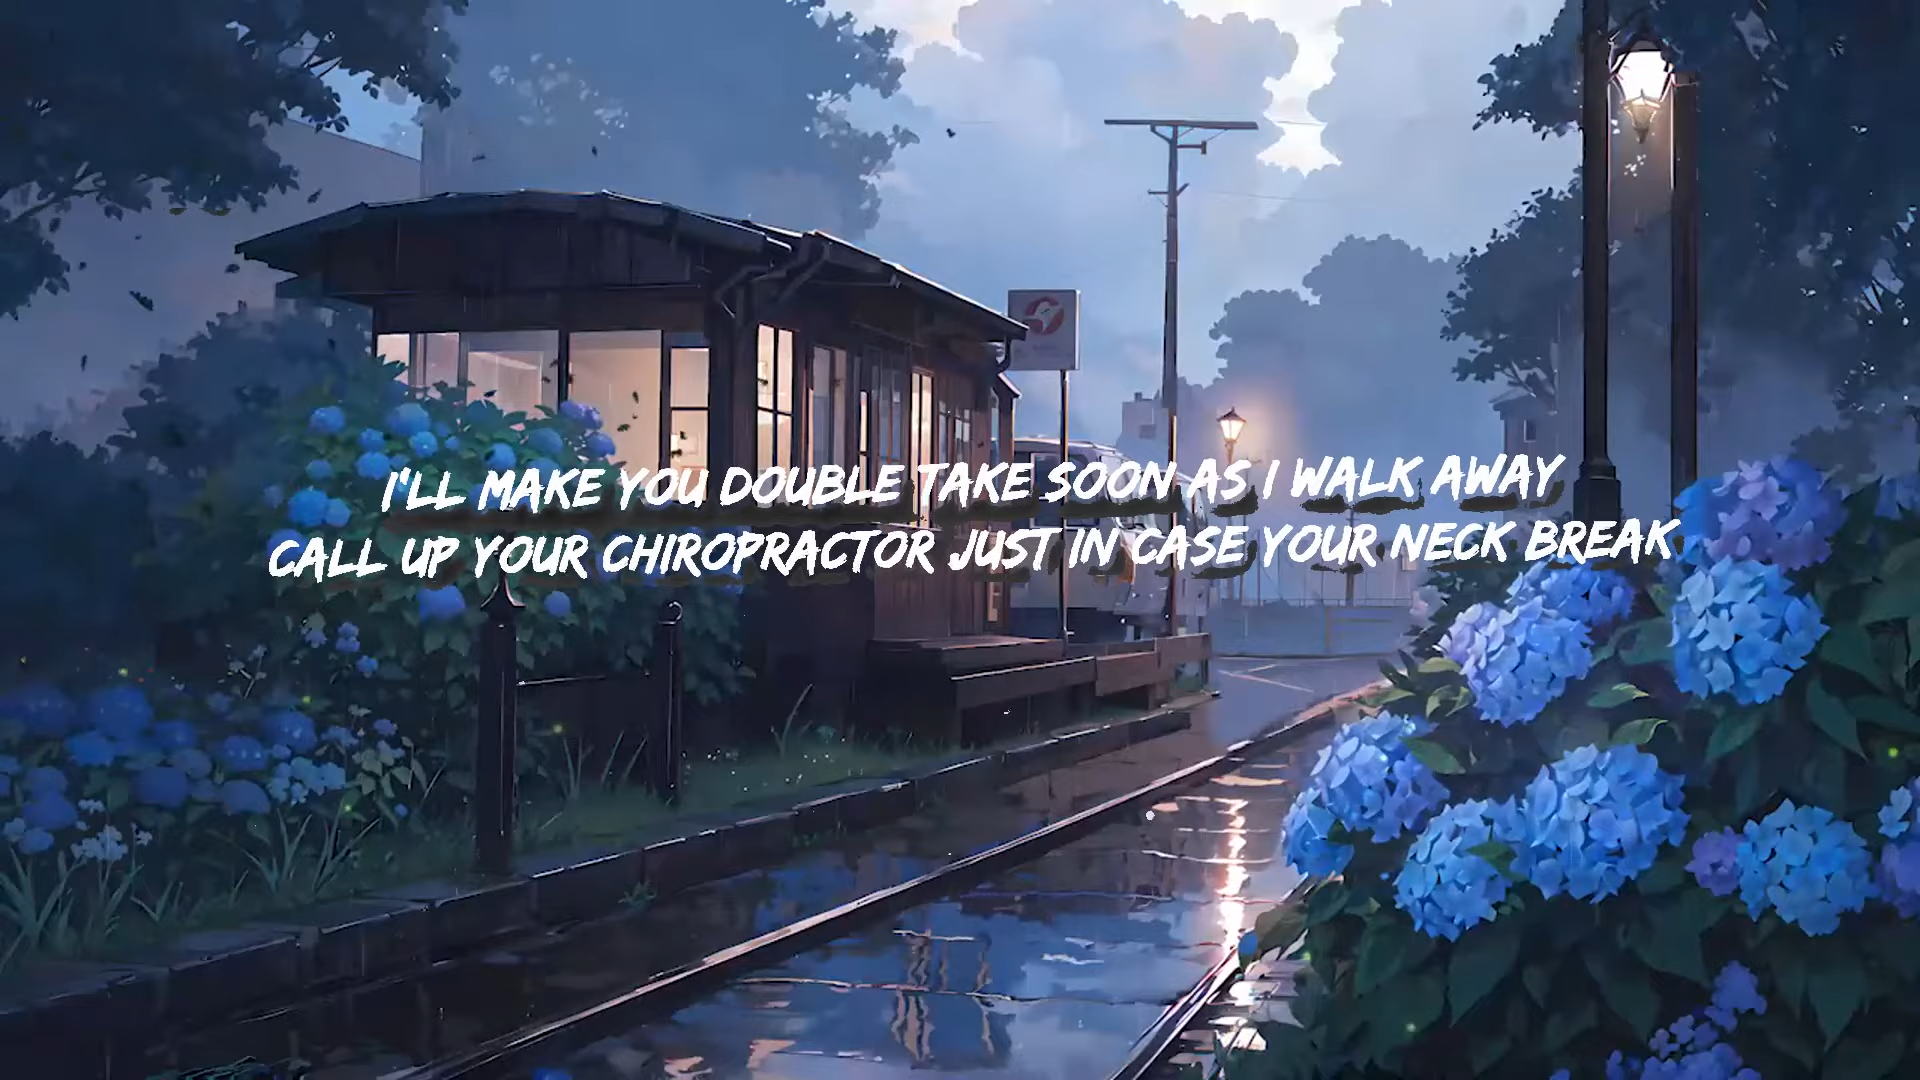 I'LL MAKE YOU DOUBLE TAKE SOON AS I WALK AWAY
CALL UP YOUR CHIROPRACTOR JUST IN CASE YOUR NECK BREAK